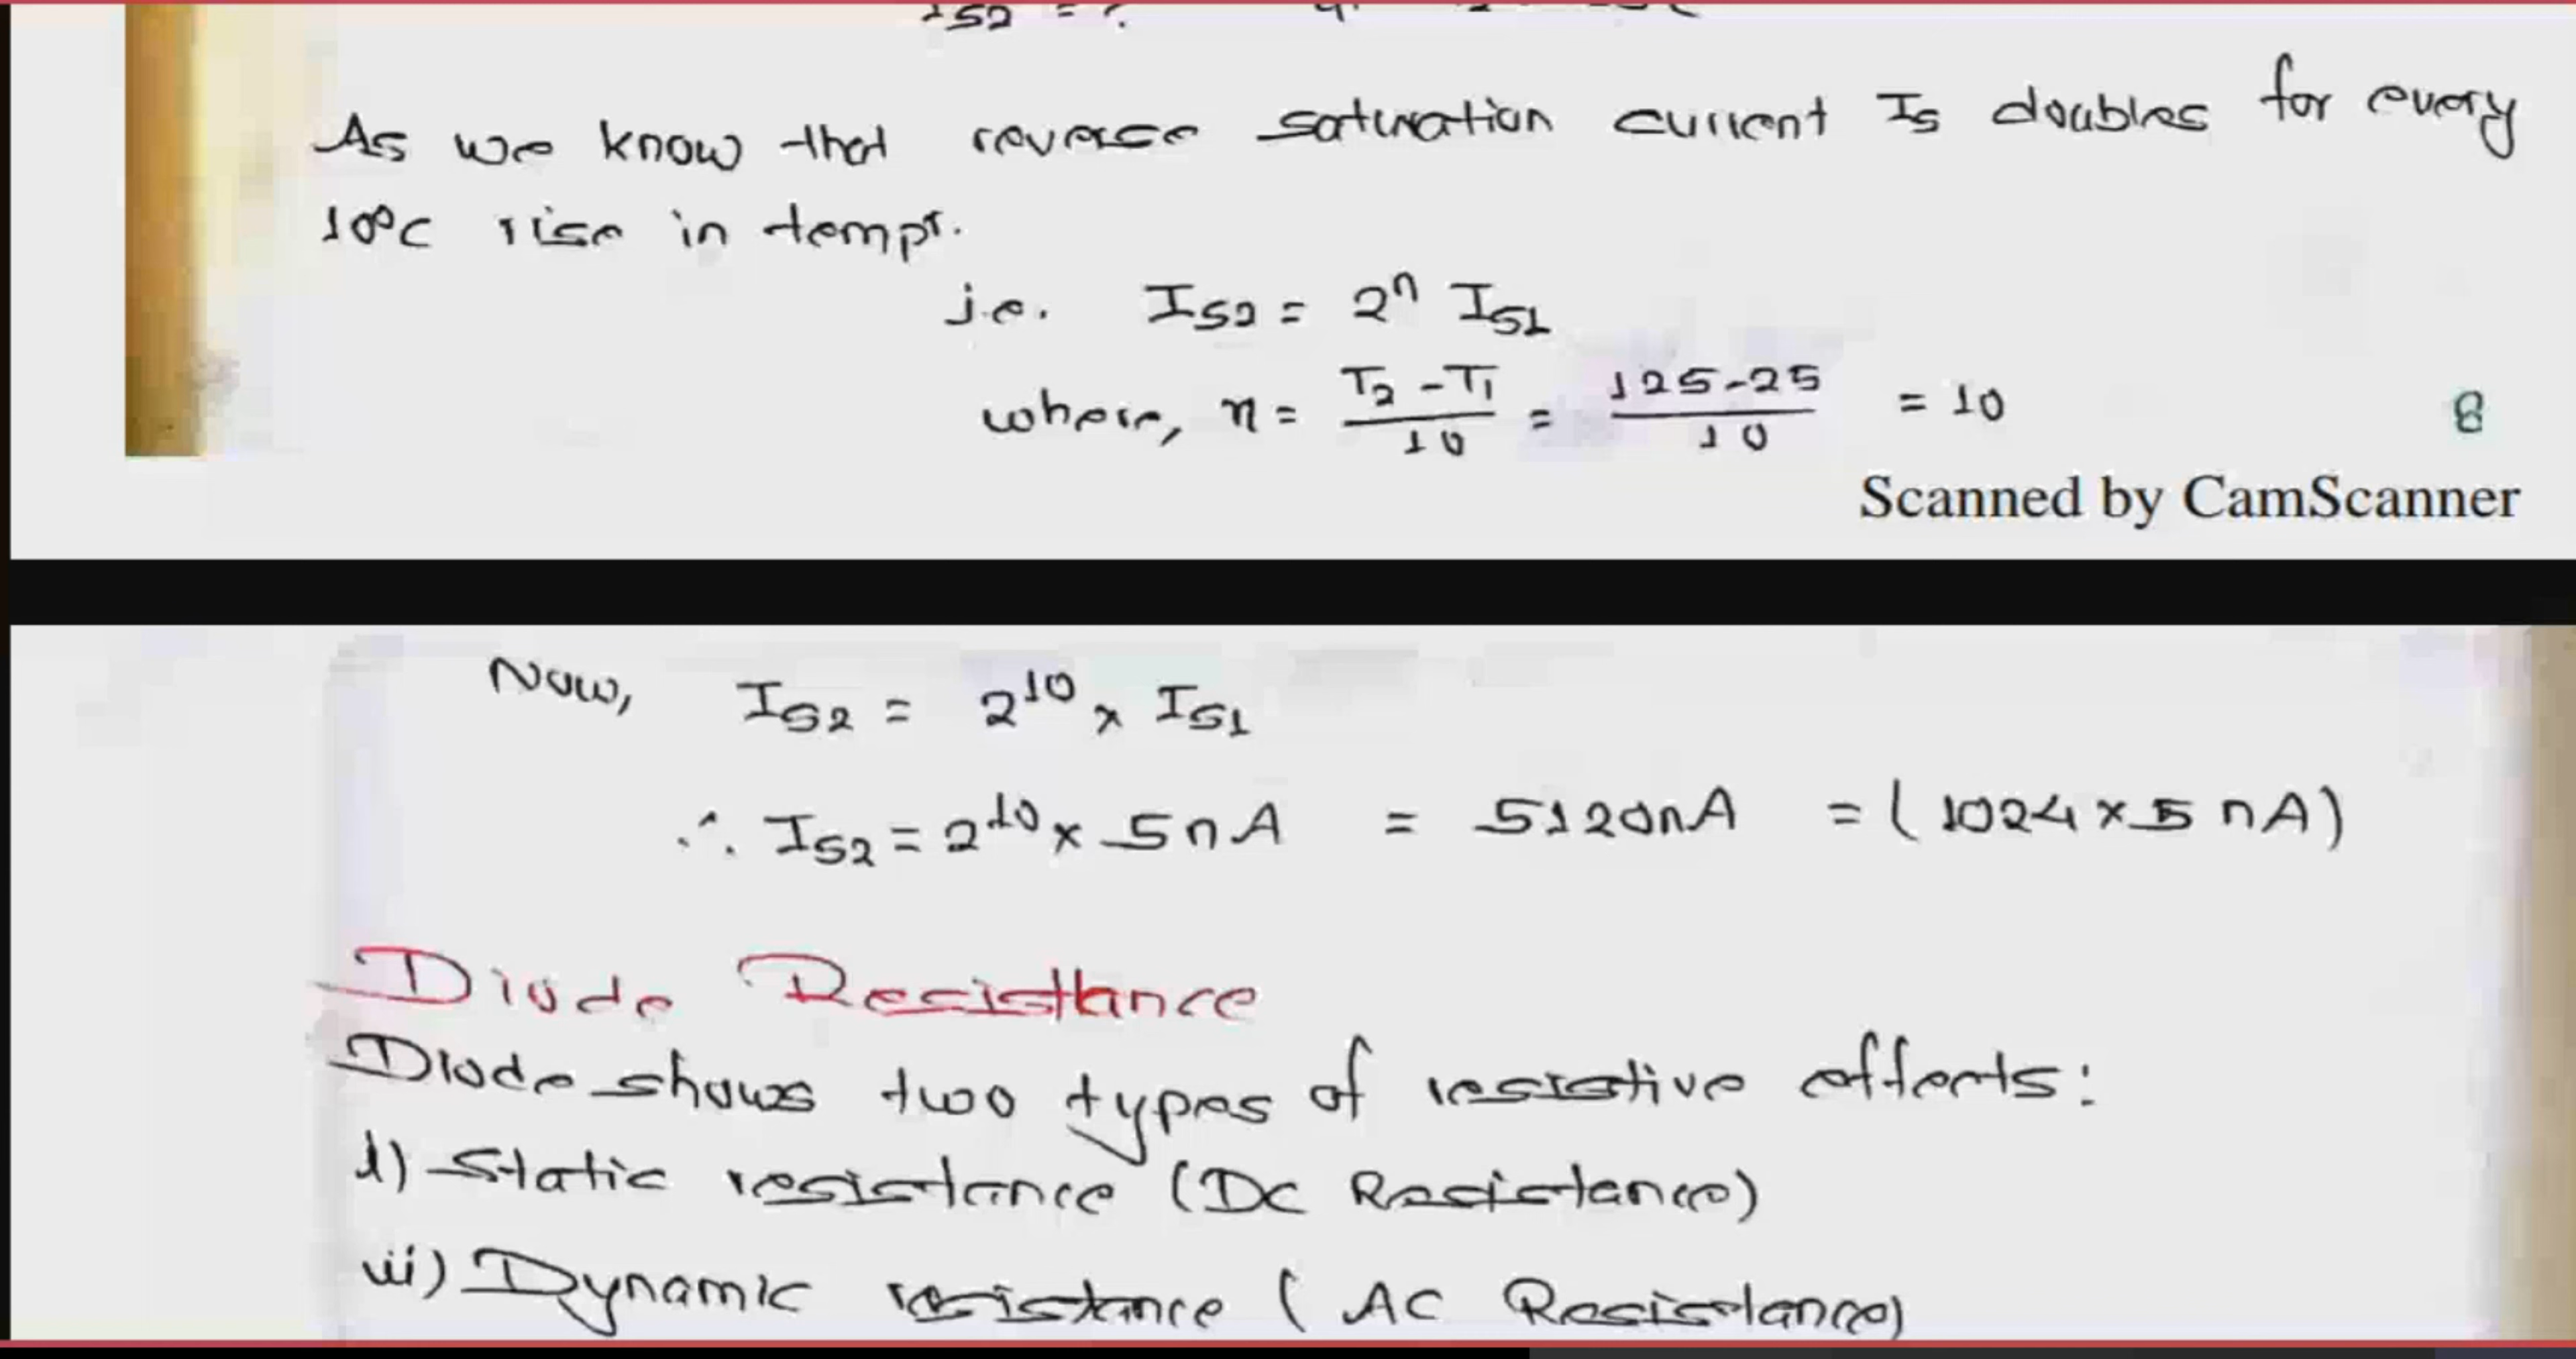 IS2 = ?
As we know that reverse saturation current Is doubles for every
10°C rise in tempr.
i.e. IS2 = 2^n IS1
where, n = T2 - T1 / 10 = 125-25 / 10 = 10
8
Scanned by CamScanner
Now, IS2 = 2^10 x IS1
∴ IS2 = 2^10 x 5nA = 5120nA = (1024 x 5 nA)
Diode Resistance
Diode shows two types of resistive effects:
i) Static resistance (DC Resistance)
ii) Dynamic resistance (AC Resistance)